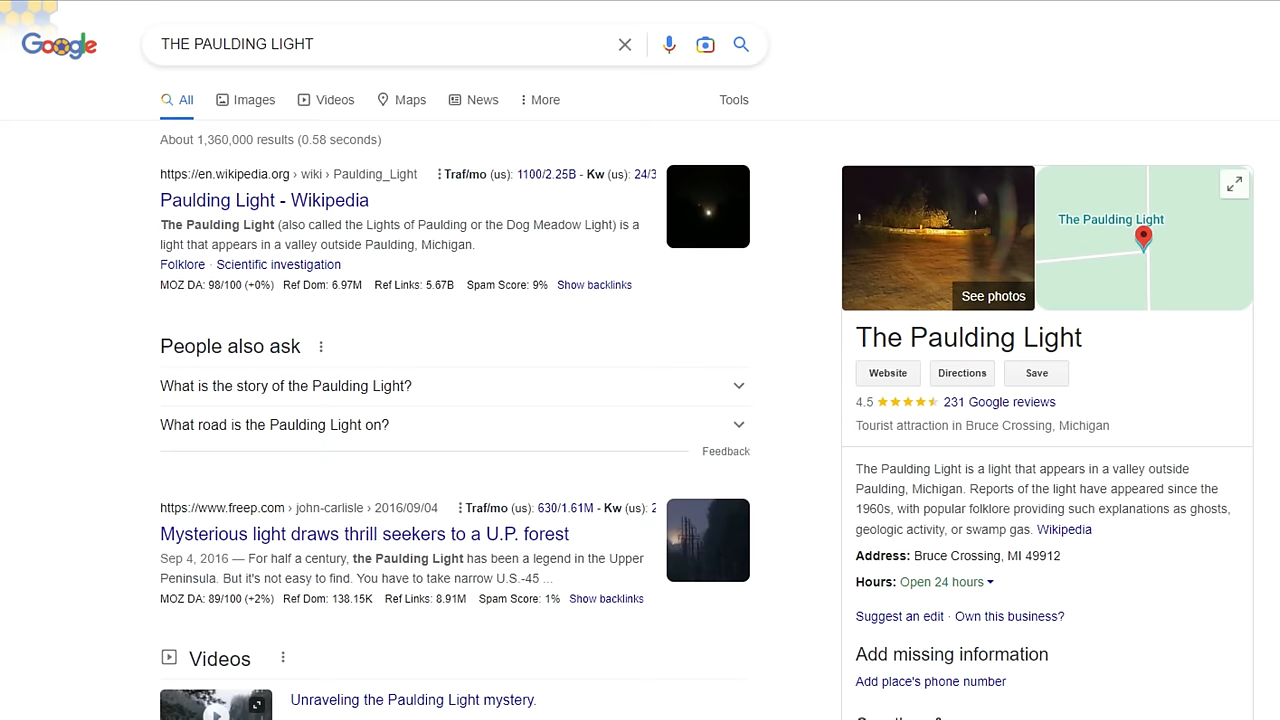 Google
THE PAULDING LIGHT
All Images Videos Maps News More Tools
About 1,360,000 results (0.58 seconds)
https://en.wikipedia.org › wiki › Paulding_Light Traf/mo (us): 1100/2.25B - Kw (us): 24/3
Paulding Light - Wikipedia
The Paulding Light (also called the Lights of Paulding or the Dog Meadow Light) is a
light that appears in a valley outside Paulding, Michigan.
Folklore · Scientific investigation
MOZ DA: 98/100 (+0%) Ref Dom: 6.97M Ref Links: 5.67B Spam Score: 9% Show backlinks
People also ask
What is the story of the Paulding Light?
What road is the Paulding Light on?
Feedback
https://www.freep.com › john-carlisle › 2016/09/04 Traf/mo (us): 630/1.61M - Kw (us): 2
Mysterious light draws thrill seekers to a U.P. forest
Sep 4, 2016 — For half a century, the Paulding Light has been a legend in the Upper
Peninsula. But it's not easy to find. You have to take narrow U.S.-45 ...
MOZ DA: 89/100 (+2%) Ref Dom: 138.15K Ref Links: 8.91M Spam Score: 1% Show backlinks
Videos
Unraveling the Paulding Light mystery.
See photos
The Paulding Light
The Paulding Light
Website Directions Save
4.5 231 Google reviews
Tourist attraction in Bruce Crossing, Michigan
The Paulding Light is a light that appears in a valley outside
Paulding, Michigan. Reports of the light have appeared since the
1960s, with popular folklore providing such explanations as ghosts,
geologic activity, or swamp gas. Wikipedia
Address: Bruce Crossing, MI 49912
Hours: Open 24 hours
Suggest an edit · Own this business?
Add missing information
Add place's phone number